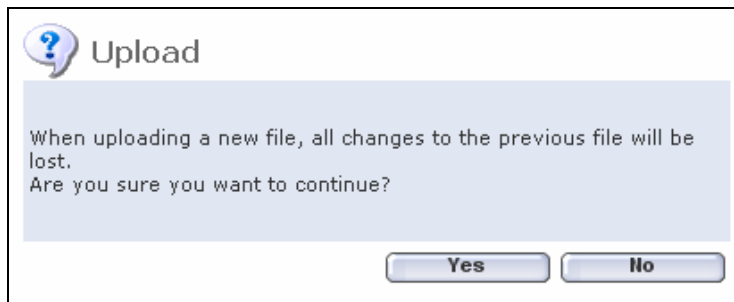 Upload
When uploading a new file, all changes to the previous file will be
lost.
Are you sure you want to continue?
Yes No